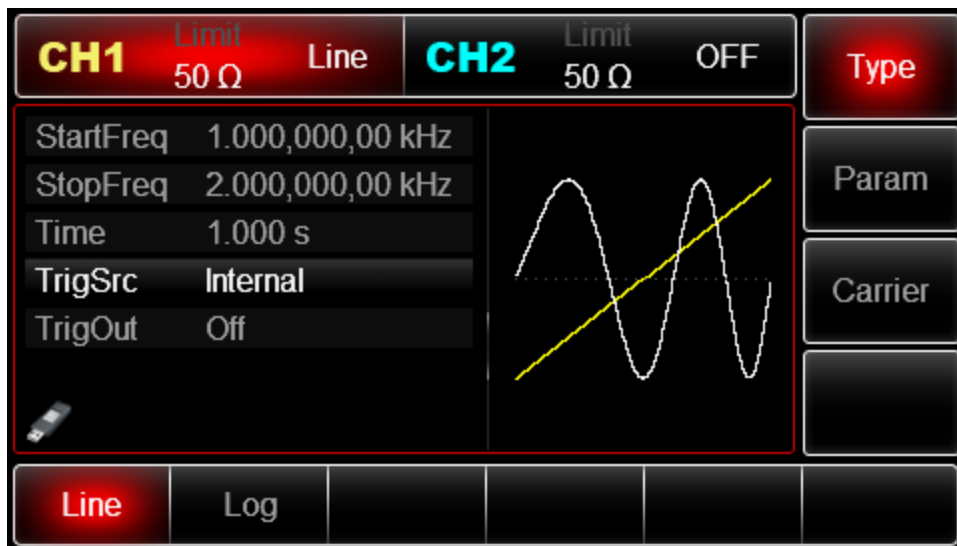 CH1 Limit 50 Ω Line
CH2 Limit 50 Ω OFF
Type
StartFreq 1.000,000,00 kHz
StopFreq 2.000,000,00 kHz
Time 1.000 s
TrigSrc Internal
TrigOut Off
Param
Carrier
Line Log